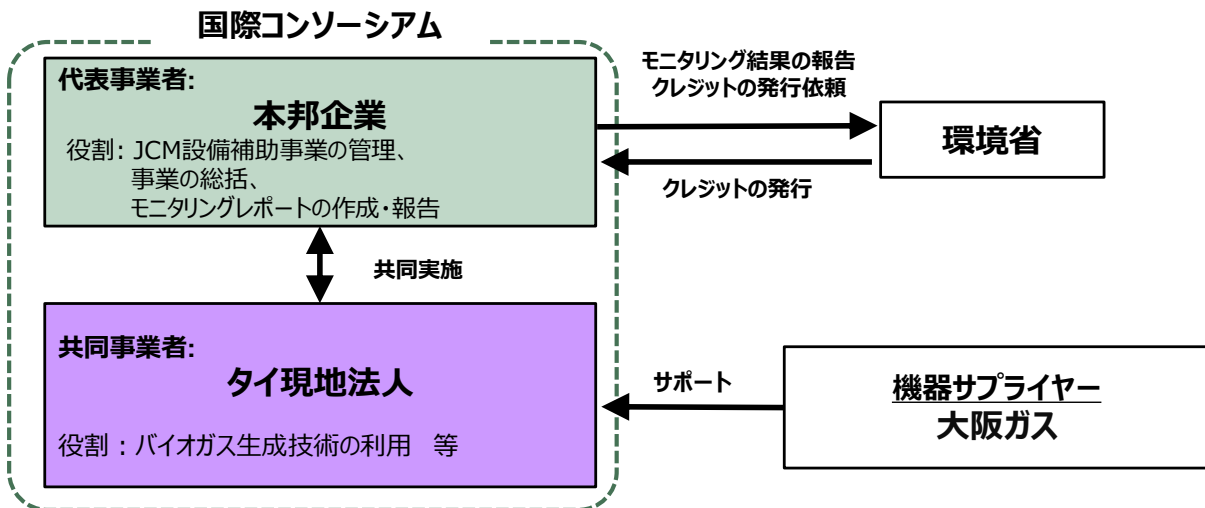 国際コンソーシアム
代表事業者:
本邦企業
役割: JCM設備補助事業の管理、
事業の総括、
モニタリングレポートの作成・報告
モニタリング結果の報告
クレジットの発行依頼
環境省
クレジットの発行
共同実施
共同事業者:
タイ現地法人
役割：バイオガス生成技術の利用　等
サポート
機器サプライヤー
大阪ガス